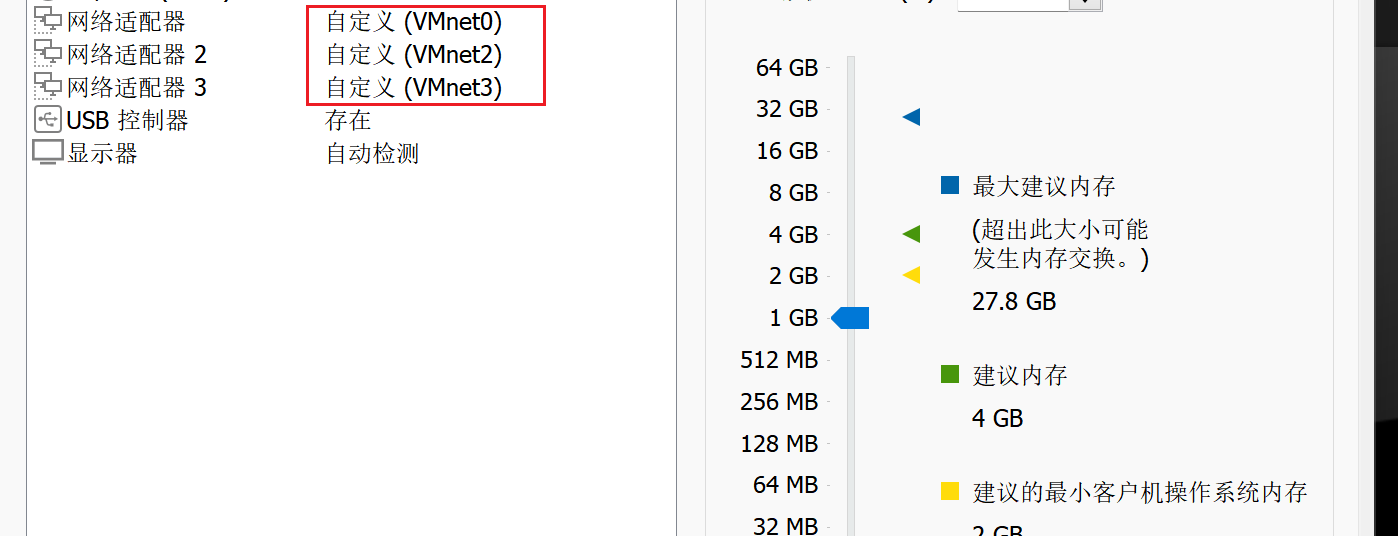 网络适配器 自定义 (VMnet0)
网络适配器 2 自定义 (VMnet2)
网络适配器 3 自定义 (VMnet3)
USB 控制器 存在
显示器 自动检测
64 GB
32 GB
16 GB
8 GB
4 GB
2 GB
1 GB
512 MB
256 MB
128 MB
64 MB
32 MB
最大建议内存
(超出此大小可能
发生内存交换。)
27.8 GB
建议内存
4 GB
建议的最小客户机操作系统内存
2 GB